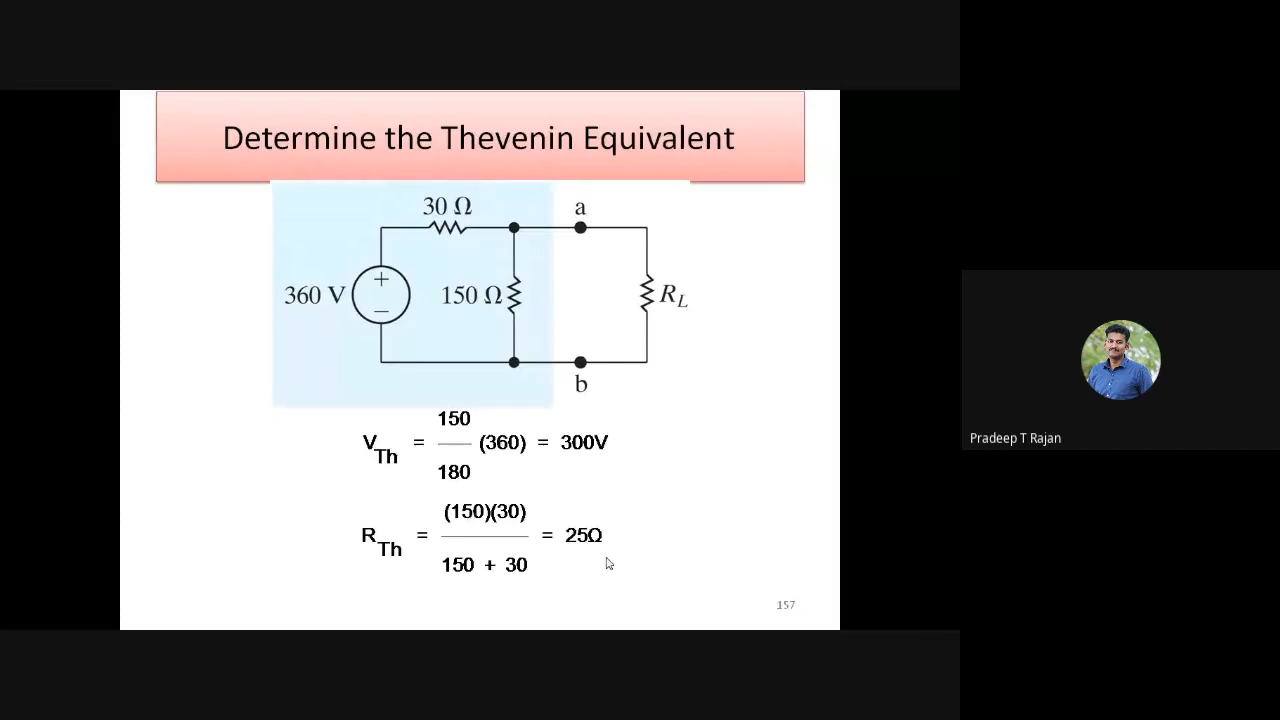 Determine the Thevenin Equivalent
30 Ω
a
360 V
+
−
150 Ω
R_L
b
V_Th = 150/180 (360) = 300V
R_Th = (150)(30)/150 + 30 = 25Ω
157
Pradeep T Rajan